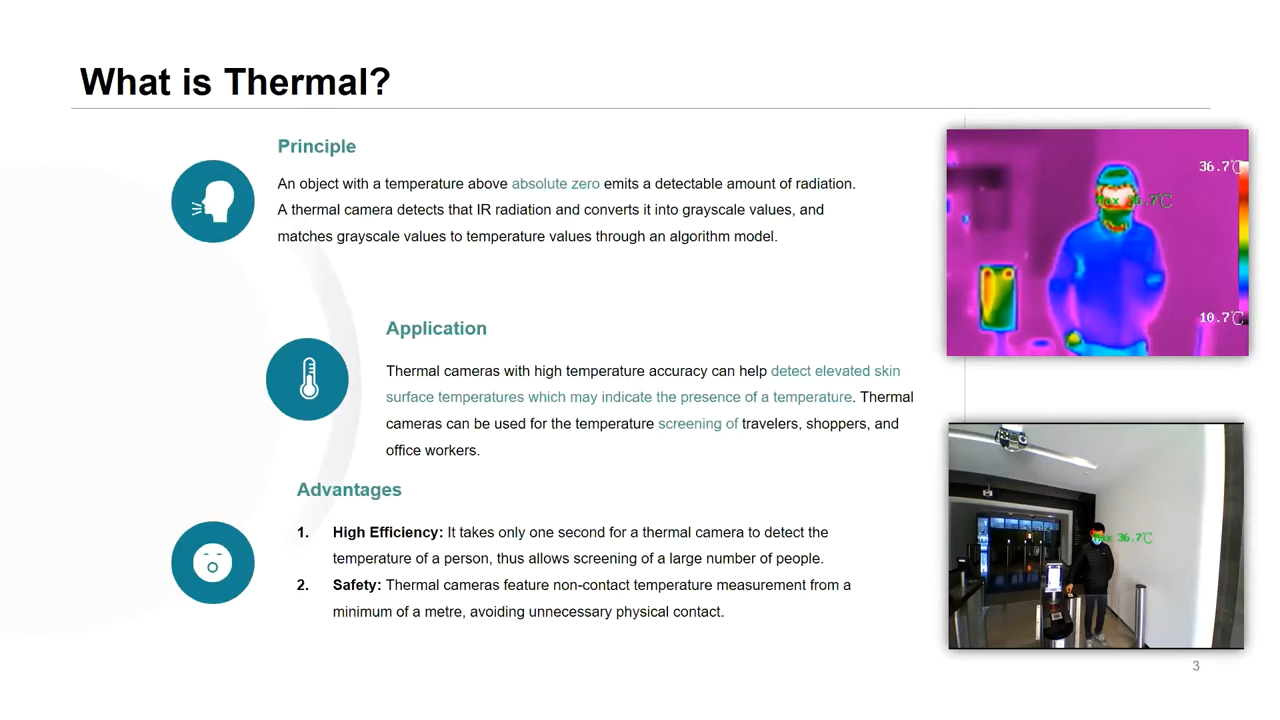 What is Thermal?
Principle
An object with a temperature above absolute zero emits a detectable amount of radiation.
A thermal camera detects that IR radiation and converts it into grayscale values, and
matches grayscale values to temperature values through an algorithm model.
36.7℃
Max 36.7℃
10.7℃
Application
Thermal cameras with high temperature accuracy can help detect elevated skin
surface temperatures which may indicate the presence of a temperature. Thermal
cameras can be used for the temperature screening of travelers, shoppers, and
office workers.
Advantages
1. High Efficiency: It takes only one second for a thermal camera to detect the
temperature of a person, thus allows screening of a large number of people.
2. Safety: Thermal cameras feature non-contact temperature measurement from a
minimum of a metre, avoiding unnecessary physical contact.
Max 36.7℃
3